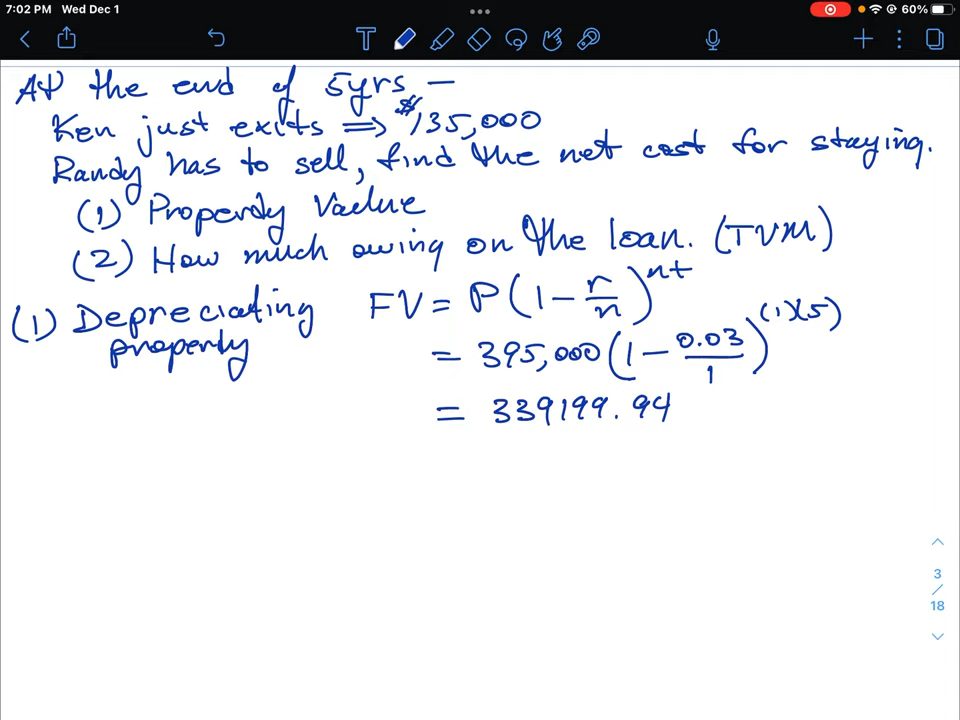 7:02 PM Wed Dec 1
60%
At the end of 5yrs —
Ken just exits ⇒ $135,000
Randy has to sell, find the net cost for staying.
(1) Property Value
(2) How much owing on the loan. (TVM)
(1) Depreciating property
FV = P(1 - r/n)^nt
= 395,000(1 - 0.03/1)^(1)(5)
= 339199.94
3
/
18